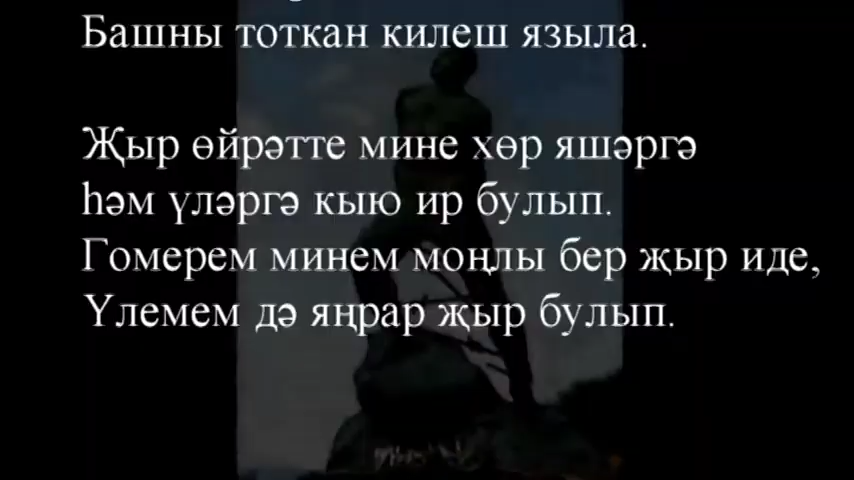 Башны тоткан килеш языла.
Җыр өйрәтте мине хөр яшәргә
һәм үләргә кыю ир булып.
Гомерем минем моңлы бер җыр иде,
Үлемем дә яңрар җыр булып.